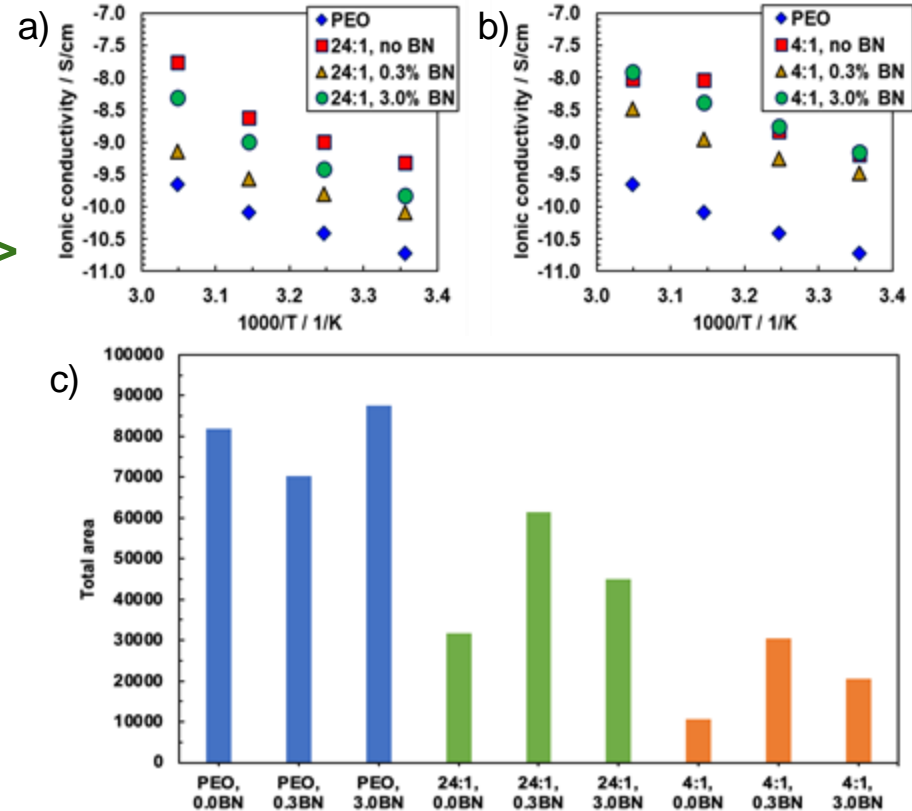 a)
Ionic conductivity / S/cm
-7.0
-7.5
-8.0
-8.5
-9.0
-9.5
-10.0
-10.5
-11.0
PEO
24:1, no BN
24:1, 0.3% BN
24:1, 3.0% BN
3.0 3.1 3.2 3.3 3.4
1000/T / 1/K
b)
Ionic conductivity / S/cm
-7.0
-7.5
-8.0
-8.5
-9.0
-9.5
-10.0
-10.5
-11.0
PEO
4:1, no BN
4:1, 0.3% BN
4:1, 3.0% BN
3.0 3.1 3.2 3.3 3.4
1000/T / 1/K
>
c)
Total area
100000
90000
80000
70000
60000
50000
40000
30000
20000
10000
0
PEO, PEO, PEO, 24:1, 24:1, 24:1, 4:1, 4:1, 4:1,
0.0BN 0.3BN 3.0BN 0.0BN 0.3BN 3.0BN 0.0BN 0.3BN 3.0BN